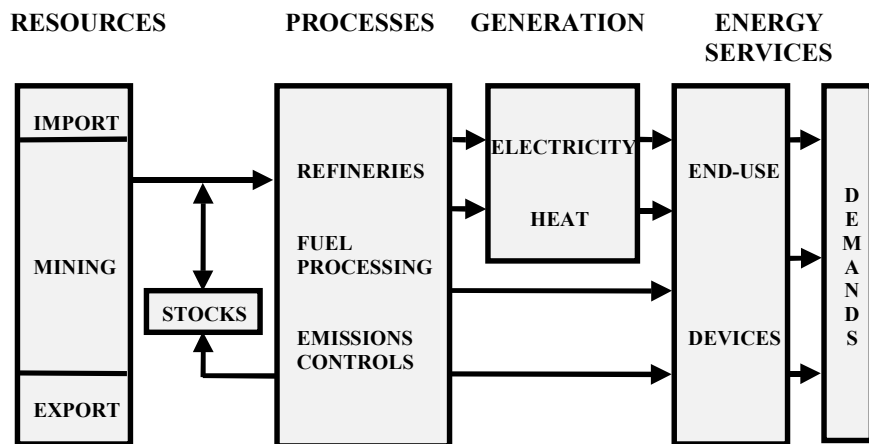 RESOURCES
PROCESSES
GENERATION
ENERGY
SERVICES
IMPORT
MINING
EXPORT
STOCKS
REFINERIES
FUEL
PROCESSING
EMISSIONS
CONTROLS
ELECTRICITY
HEAT
END-USE
DEVICES
D
E
M
A
N
D
S